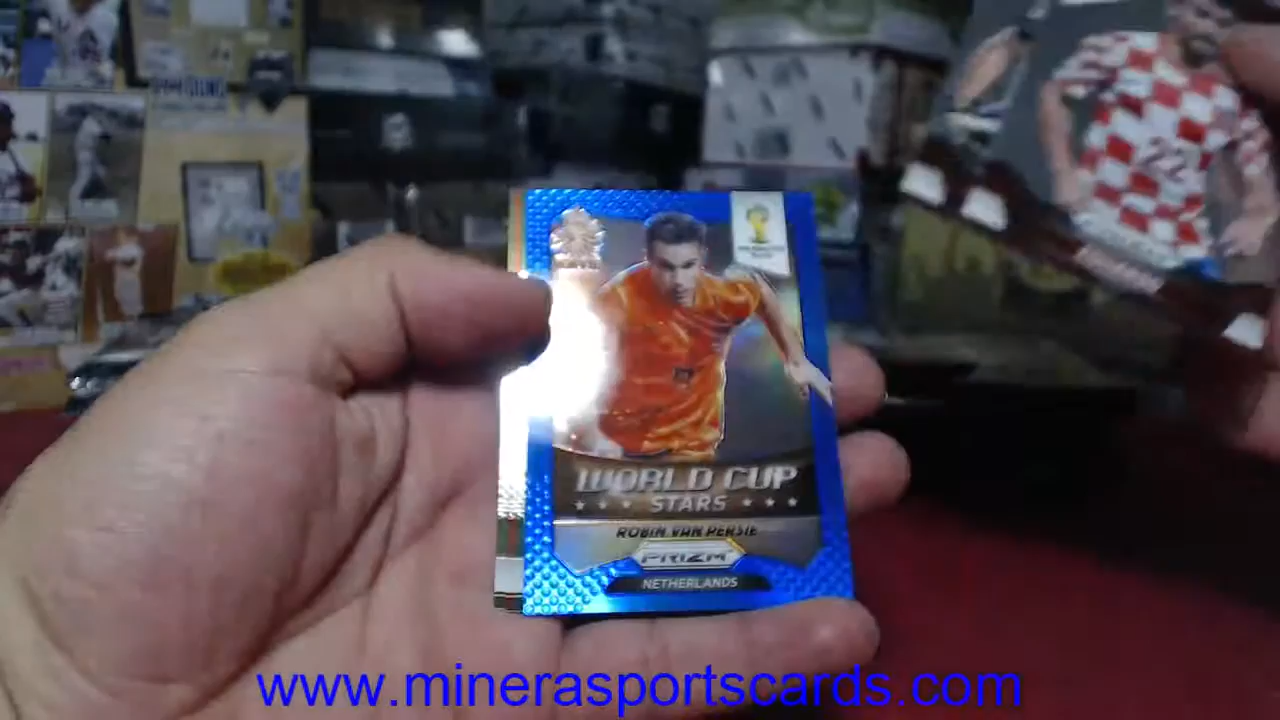 WORLD CUP
STARS
ROBIN VAN PERSIE
PRIZM
NETHERLANDS
www.minerasportscards.com